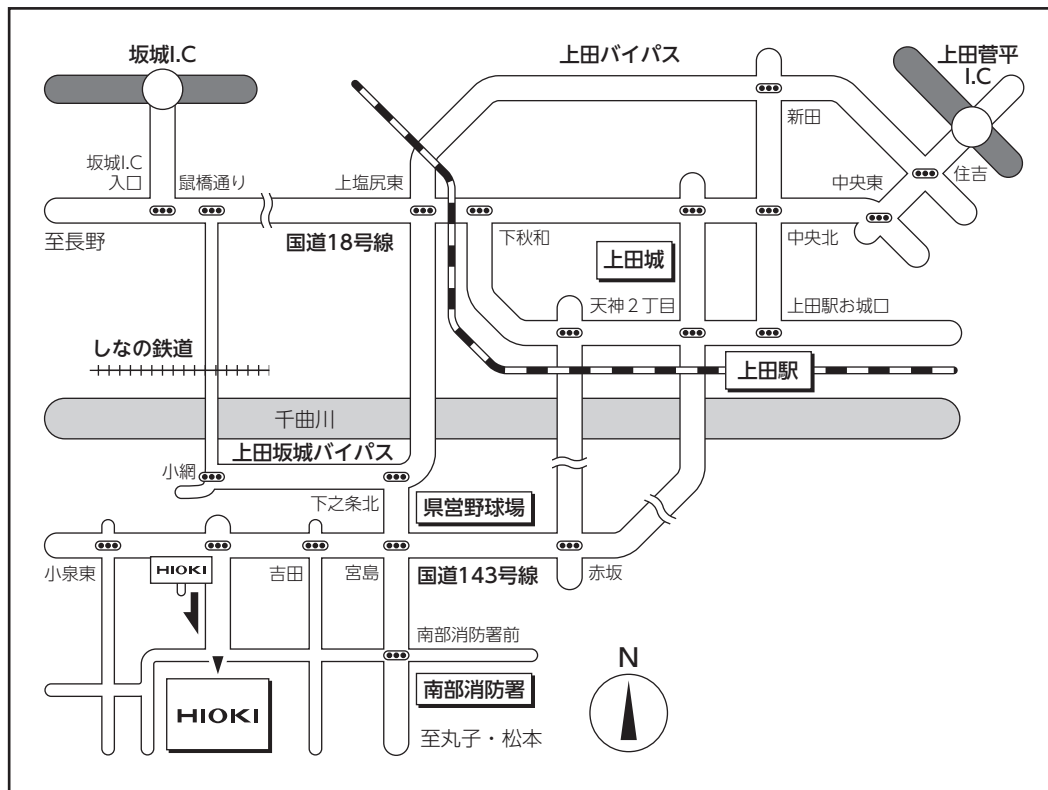 坂城I.C
上田バイパス
上田菅平
I.C
新田
坂城I.C
入口
鼠橋通り
上塩尻東
中央東
住吉
至長野
国道18号線
下秋和
上田城
中央北
天神２丁目
上田駅お城口
しなの鉄道
上田駅
千曲川
上田坂城バイパス
小網
下之条北
県営野球場
小泉東
HIOKI
吉田
宮島
国道143号線
赤坂
南部消防署前
N
HIOKI
南部消防署
至丸子・松本